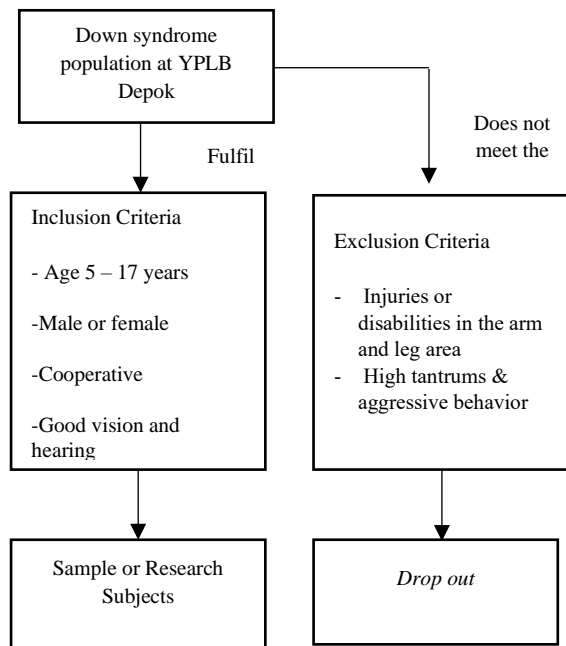 Down syndrome
population at YPLB
Depok
Fulfil
Does not
meet the
Inclusion Criteria
- Age 5 – 17 years
-Male or female
-Cooperative
-Good vision and
hearing
Exclusion Criteria
- Injuries or
disabilities in the arm
and leg area
- High tantrums &
aggressive behavior
Sample or Research
Subjects
Drop out